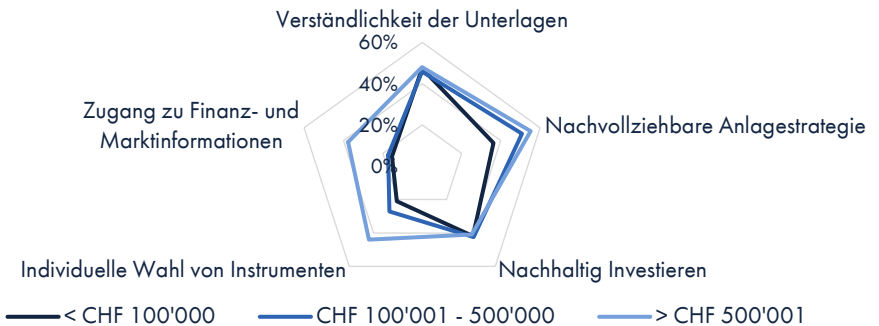 Verständlichkeit der Unterlagen
60%
40%
20%
0%
Zugang zu Finanz- und
Marktinformationen
Nachvollziehbare Anlagestrategie
Individuelle Wahl von Instrumenten
Nachhaltig Investieren
< CHF 100'000
CHF 100'001 - 500'000
> CHF 500'001